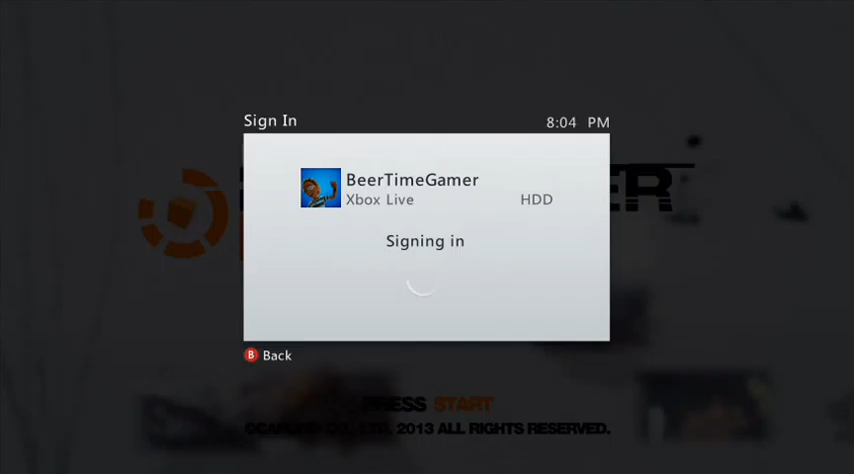 Sign In
8:04 PM
BeerTimeGamer
Xbox Live
HDD
Signing in
B Back
PRESS START
CO., LTD. 2013 ALL RIGHTS RESERVED.